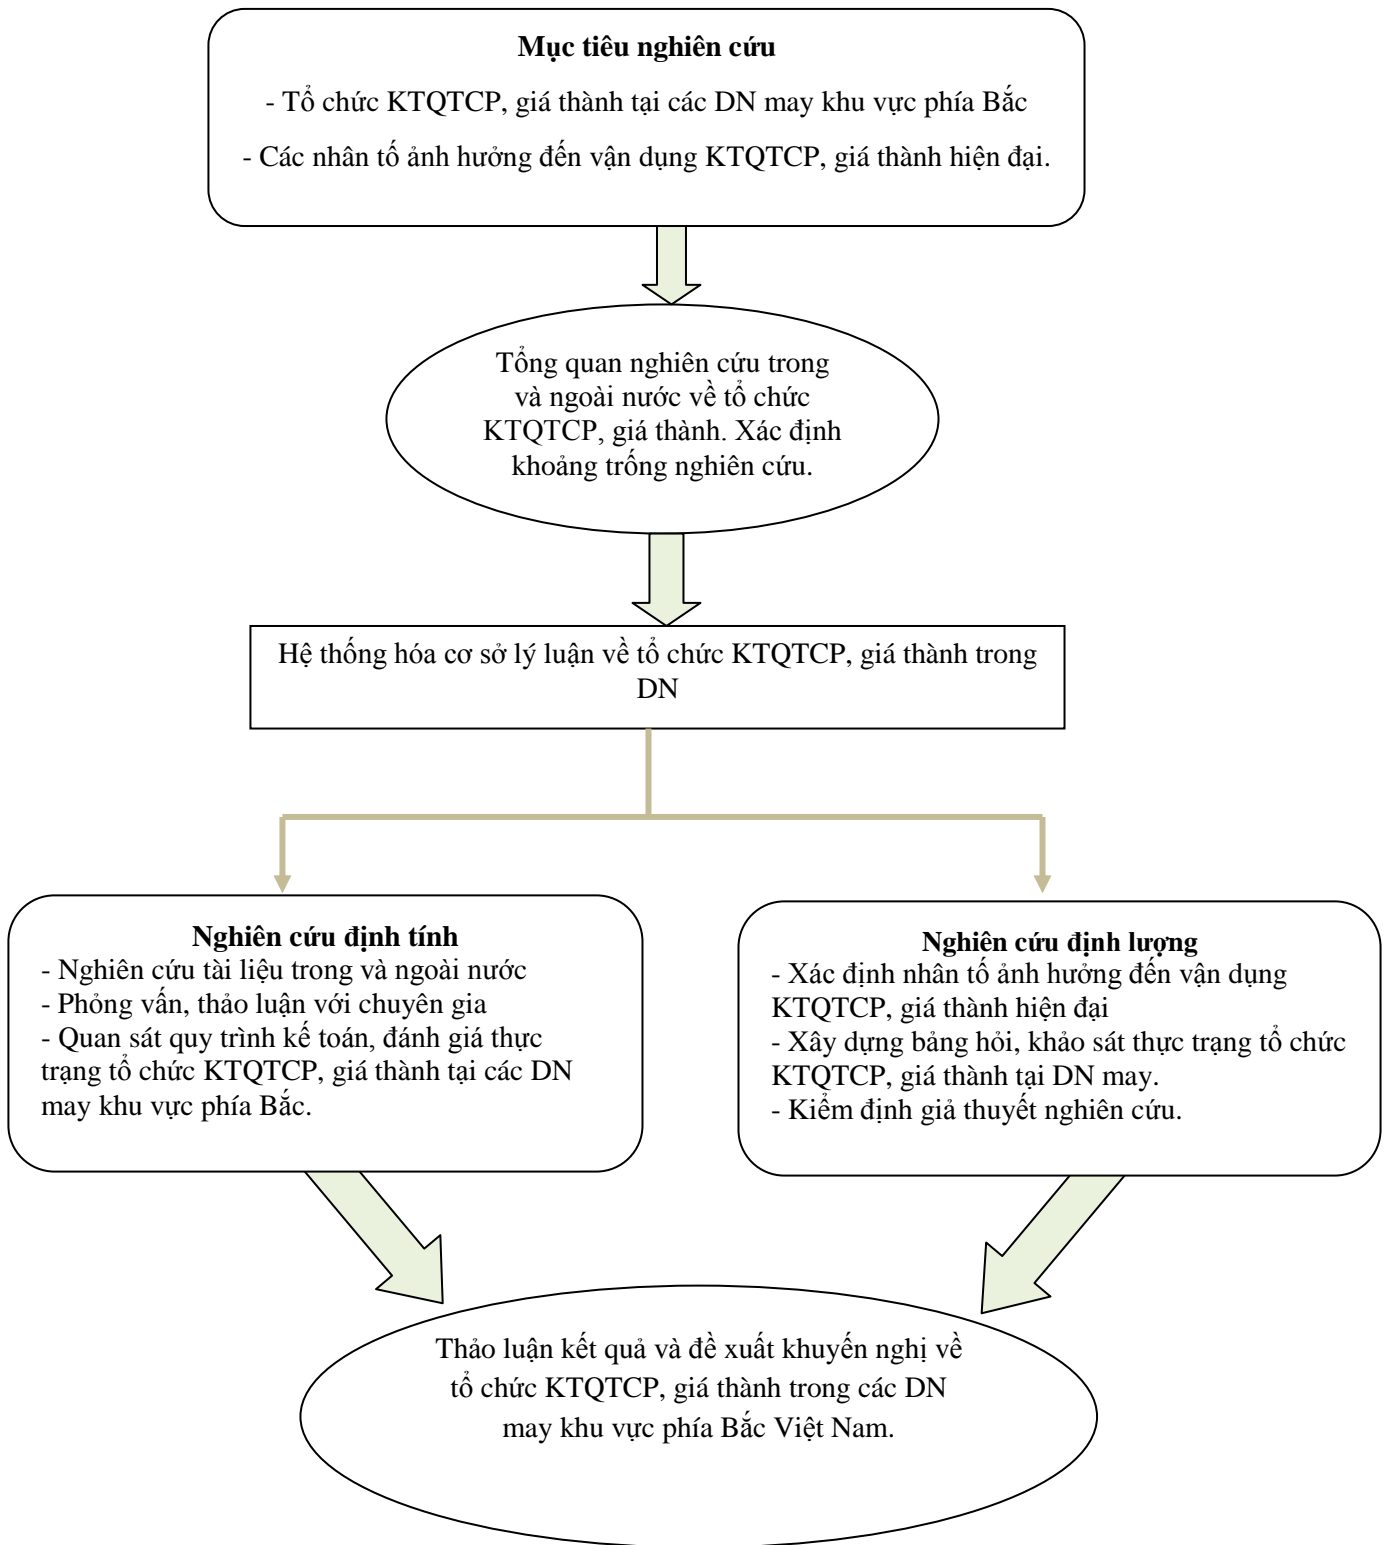 Mục tiêu nghiên cứu
- Tổ chức KTQTCP, giá thành tại các DN may khu vực phía Bắc
- Các nhân tố ảnh hưởng đến vận dụng KTQTCP, giá thành hiện đại.
Tổng quan nghiên cứu trong
và ngoài nước về tổ chức
KTQTCP, giá thành. Xác định
khoảng trống nghiên cứu.
Hệ thống hóa cơ sở lý luận về tổ chức KTQTCP, giá thành trong
DN
Nghiên cứu định tính
- Nghiên cứu tài liệu trong và ngoài nước
- Phỏng vấn, thảo luận với chuyên gia
- Quan sát quy trình kế toán, đánh giá thực
trạng tổ chức KTQTCP, giá thành tại các DN
may khu vực phía Bắc.
Nghiên cứu định lượng
- Xác định nhân tố ảnh hưởng đến vận dụng
KTQTCP, giá thành hiện đại
- Xây dựng bảng hỏi, khảo sát thực trạng tổ chức
KTQTCP, giá thành tại DN may.
- Kiểm định giả thuyết nghiên cứu.
Thảo luận kết quả và đề xuất khuyến nghị về
tổ chức KTQTCP, giá thành trong các DN
may khu vực phía Bắc Việt Nam.